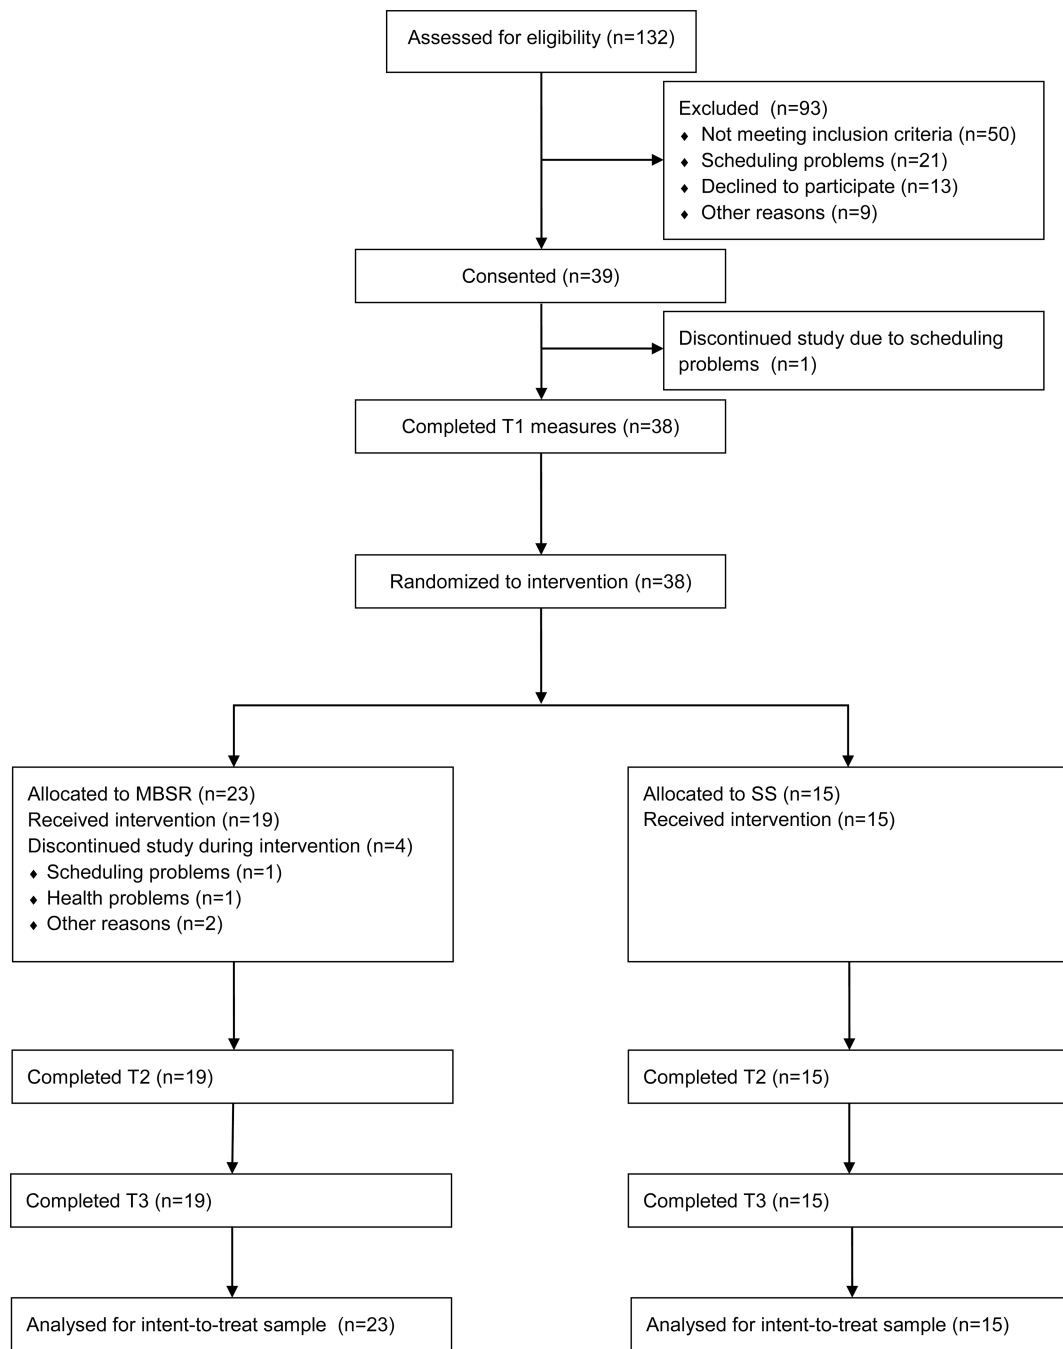 Assessed for eligibility (n=132)
Excluded  (n=93)
♦ Not meeting inclusion criteria (n=50)
♦ Scheduling problems (n=21)
♦ Declined to participate (n=13)
♦ Other reasons (n=9)
Consented (n=39)
Discontinued study due to scheduling
problems  (n=1)
Completed T1 measures (n=38)
Randomized to intervention (n=38)
Allocated to MBSR (n=23)
Received intervention (n=19)
Discontinued study during intervention (n=4)
♦ Scheduling problems (n=1)
♦ Health problems (n=1)
♦ Other reasons (n=2)
Allocated to SS (n=15)
Received intervention (n=15)
Completed T2 (n=19)
Completed T2 (n=15)
Completed T3 (n=19)
Completed T3 (n=15)
Analysed for intent-to-treat sample  (n=23)
Analysed for intent-to-treat sample (n=15)